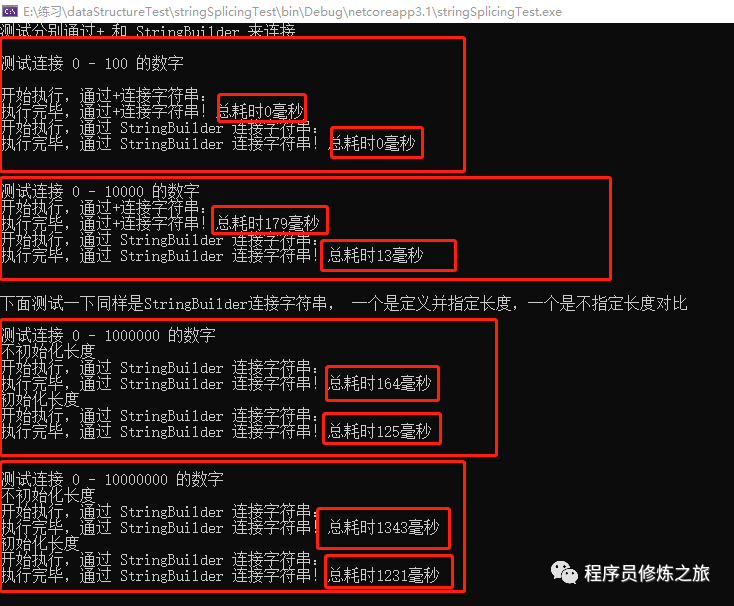 E:\练习\dataStructureTest\stringSplicingTest\bin\Debug\netcoreapp3.1\stringSplicingTest.exe
测试分别通过+ 和 StringBuilder 来连接
测试连接 0 - 100 的数字
开始执行，通过+连接字符串：
执行完毕，通过+连接字符串！总耗时0毫秒
开始执行，通过 StringBuilder 连接字符串：
执行完毕，通过 StringBuilder 连接字符串！总耗时0毫秒
测试连接 0 - 10000 的数字
开始执行，通过+连接字符串：
执行完毕，通过+连接字符串！总耗时179毫秒
开始执行，通过 StringBuilder 连接字符串：
执行完毕，通过 StringBuilder 连接字符串！总耗时13毫秒
下面测试一下同样是StringBuilder连接字符串， 一个是定义并指定长度，一个是不指定长度对比
测试连接 0 - 1000000 的数字
不初始化长度
开始执行，通过 StringBuilder 连接字符串：
执行完毕，通过 StringBuilder 连接字符串！总耗时164毫秒
初始化长度
开始执行，通过 StringBuilder 连接字符串：
执行完毕，通过 StringBuilder 连接字符串！总耗时125毫秒
测试连接 0 - 10000000 的数字
不初始化长度
开始执行，通过 StringBuilder 连接字符串：
执行完毕，通过 StringBuilder 连接字符串！总耗时1343毫秒
初始化长度
开始执行，通过 StringBuilder 连接字符串：
执行完毕，通过 StringBuilder 连接字符串！总耗时1231毫秒
程序员修炼之旅